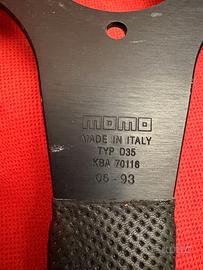 momo
MADE IN ITALY
TYP D35
KBA 70116
06-93